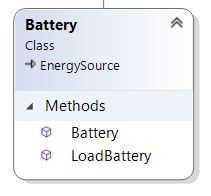 Battery
Class
EnergySource
Methods
Battery
LoadBattery